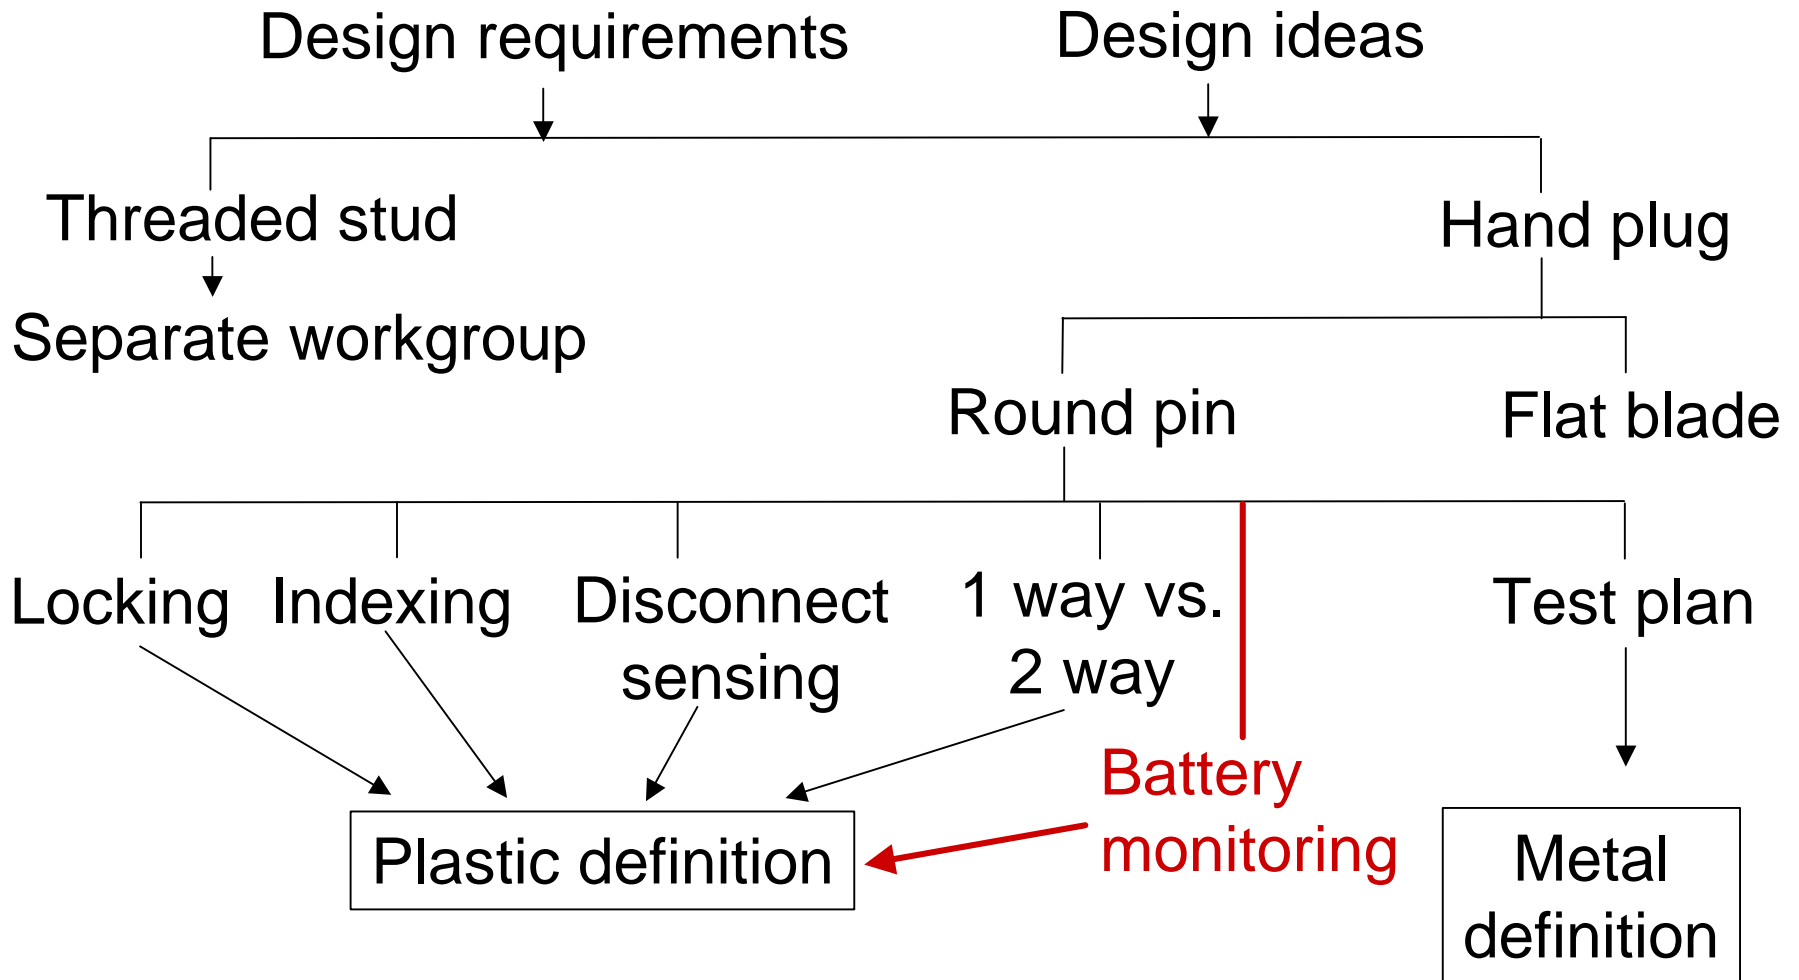 Design requirements
Design ideas
Threaded stud
Hand plug
Separate workgroup
Round pin
Flat blade
Locking
Indexing
Disconnect
sensing
1 way vs.
2 way
Test plan
Battery
monitoring
Plastic definition
Metal
definition